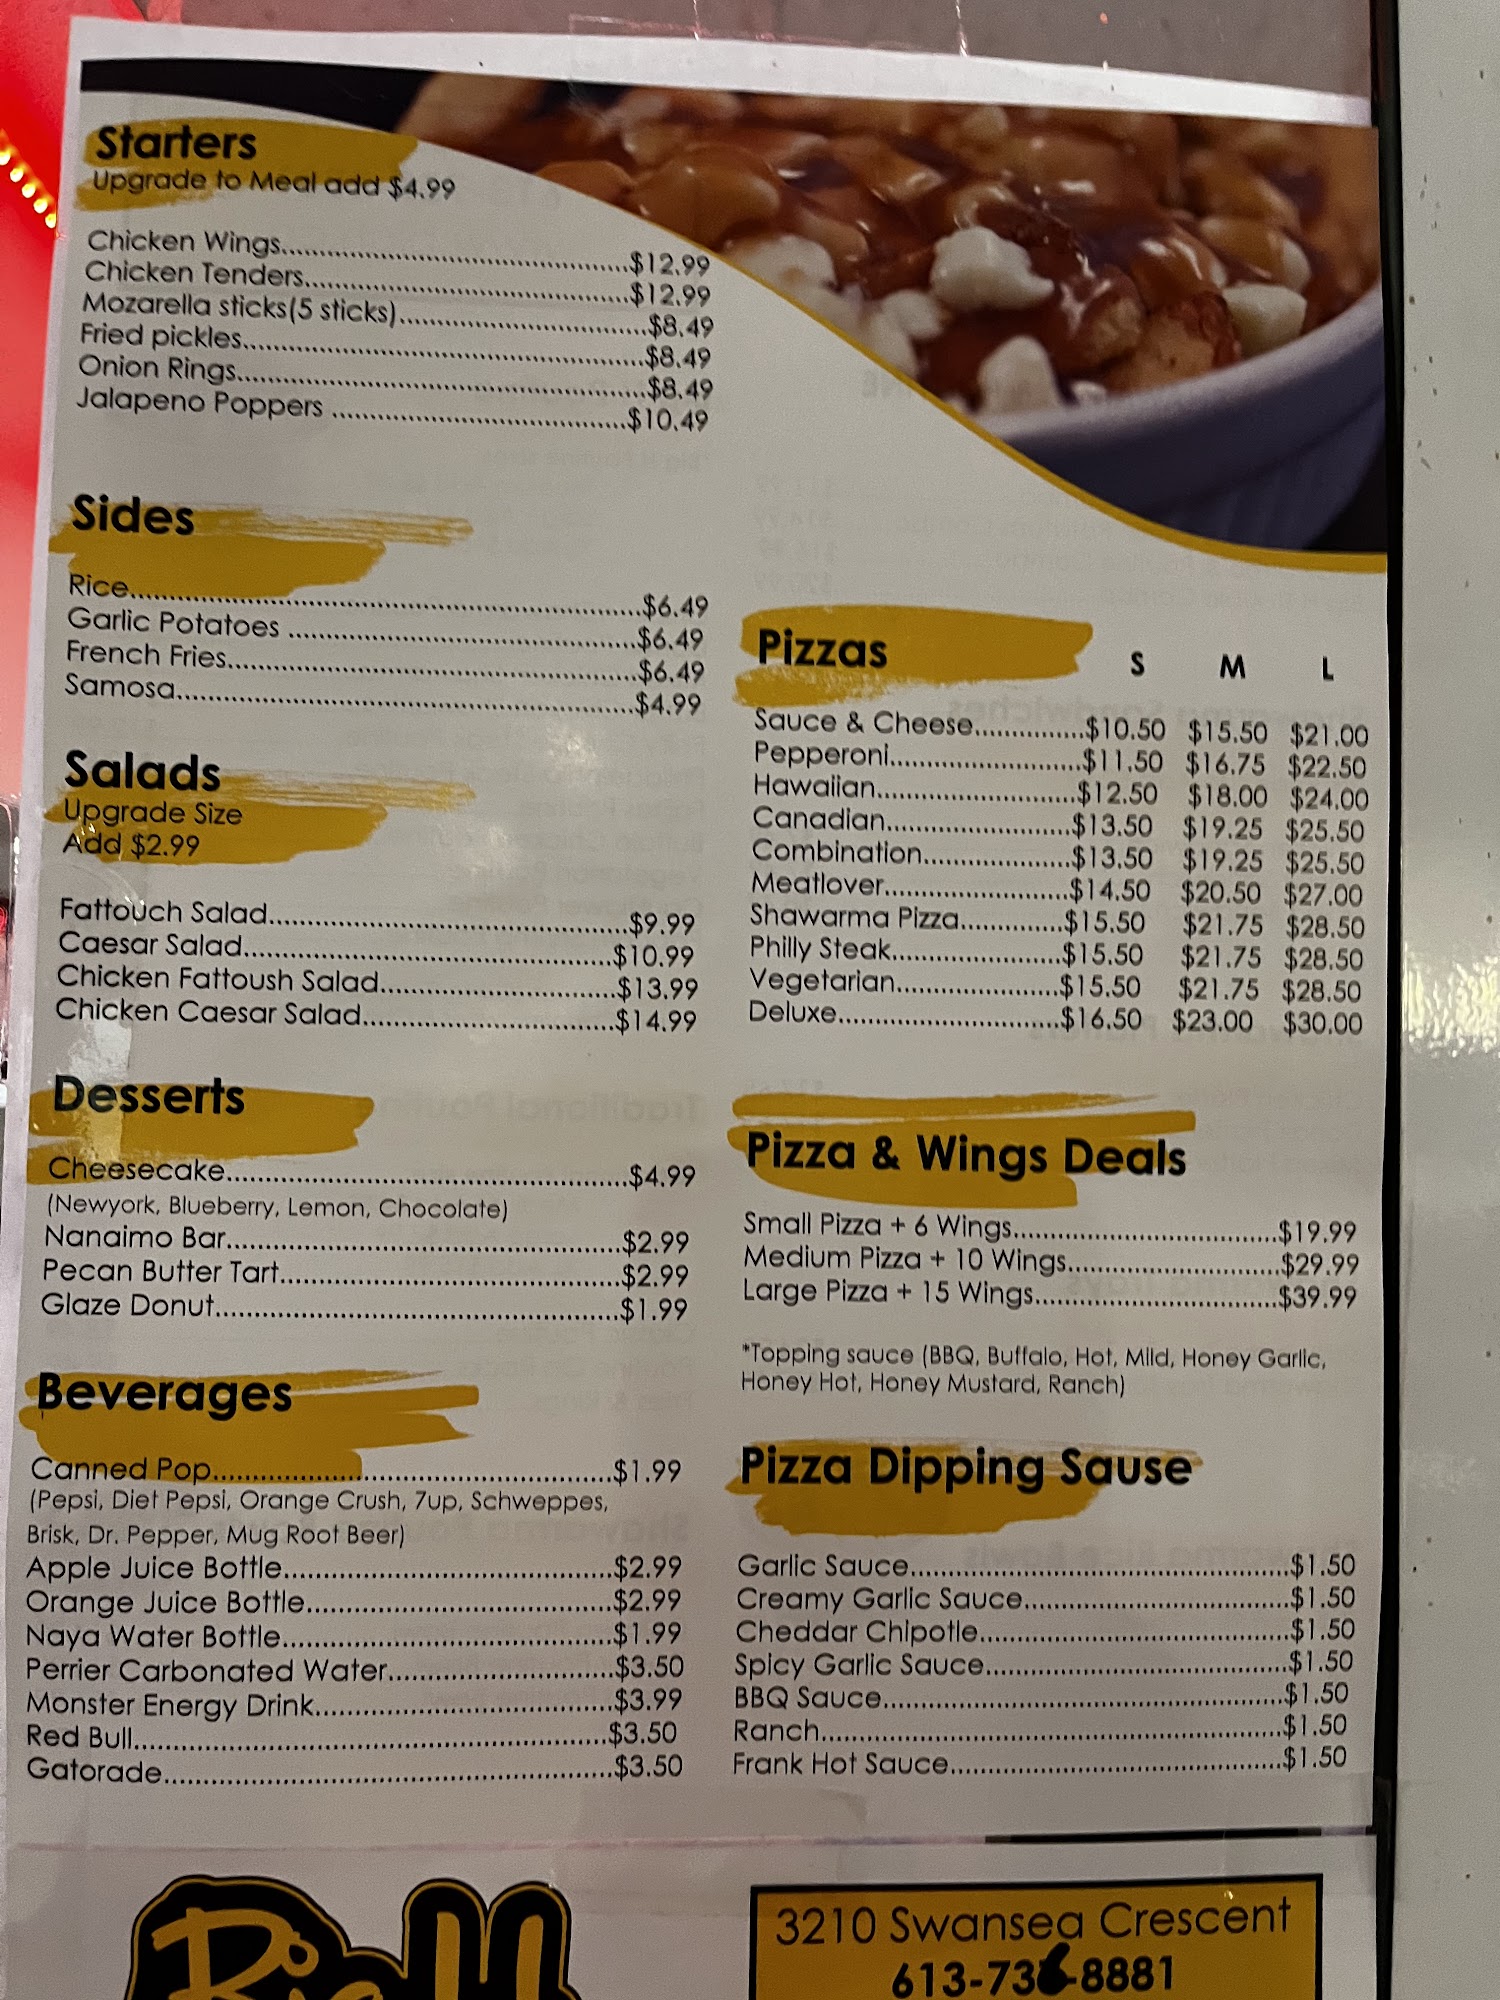 Starters
Upgrade to Meal add $4.99
Chicken Wings.....$12.99
Chicken Tenders.....$12.99
Mozarella sticks(5 sticks).....$8.49
Fried pickles.....$8.49
Onion Rings.....$8.49
Jalapeno Poppers .....$10.49
Sides
Rice.....$6.49
Garlic Potatoes .....$6.49
French Fries.....$6.49
Samosa.....$4.99
Salads
Upgrade Size
Add $2.99
Fattouch Salad.....$9.99
Caesar Salad.....$10.99
Chicken Fattoush Salad.....$13.99
Chicken Caesar Salad.....$14.99
Desserts
Cheesecake.....$4.99
(Newyork, Blueberry, Lemon, Chocolate)
Nanaimo Bar.....$2.99
Pecan Butter Tart.....$2.99
Glaze Donut.....$1.99
Beverages
Canned Pop.....$1.99
(Pepsi, Diet Pepsi, Orange Crush, 7up, Schweppes,
Brisk, Dr. Pepper, Mug Root Beer)
Apple Juice Bottle.....$2.99
Orange Juice Bottle.....$2.99
Naya Water Bottle.....$1.99
Perrier Carbonated Water.....$3.50
Monster Energy Drink.....$3.99
Red Bull.....$3.50
Gatorade.....$3.50
Pizzas S M L
Sauce & Cheese.....$10.50 $15.50 $21.00
Pepperoni.....$11.50 $16.75 $22.50
Hawaiian.....$12.50 $18.00 $24.00
Canadian.....$13.50 $19.25 $25.50
Combination.....$13.50 $19.25 $25.50
Meatlover.....$14.50 $20.50 $27.00
Shawarma Pizza.....$15.50 $21.75 $28.50
Philly Steak.....$15.50 $21.75 $28.50
Vegetarian.....$15.50 $21.75 $28.50
Deluxe.....$16.50 $23.00 $30.00
Pizza & Wings Deals
Small Pizza + 6 Wings.....$19.99
Medium Pizza + 10 Wings.....$29.99
Large Pizza + 15 Wings.....$39.99
*Topping sauce (BBQ, Buffalo, Hot, Mild, Honey Garlic,
Honey Hot, Honey Mustard, Ranch)
Pizza Dipping Sause
Garlic Sauce.....$1.50
Creamy Garlic Sauce.....$1.50
Cheddar Chipotle.....$1.50
Spicy Garlic Sauce.....$1.50
BBQ Sauce.....$1.50
Ranch.....$1.50
Frank Hot Sauce.....$1.50
3210 Swansea Crescent
613-736-8881